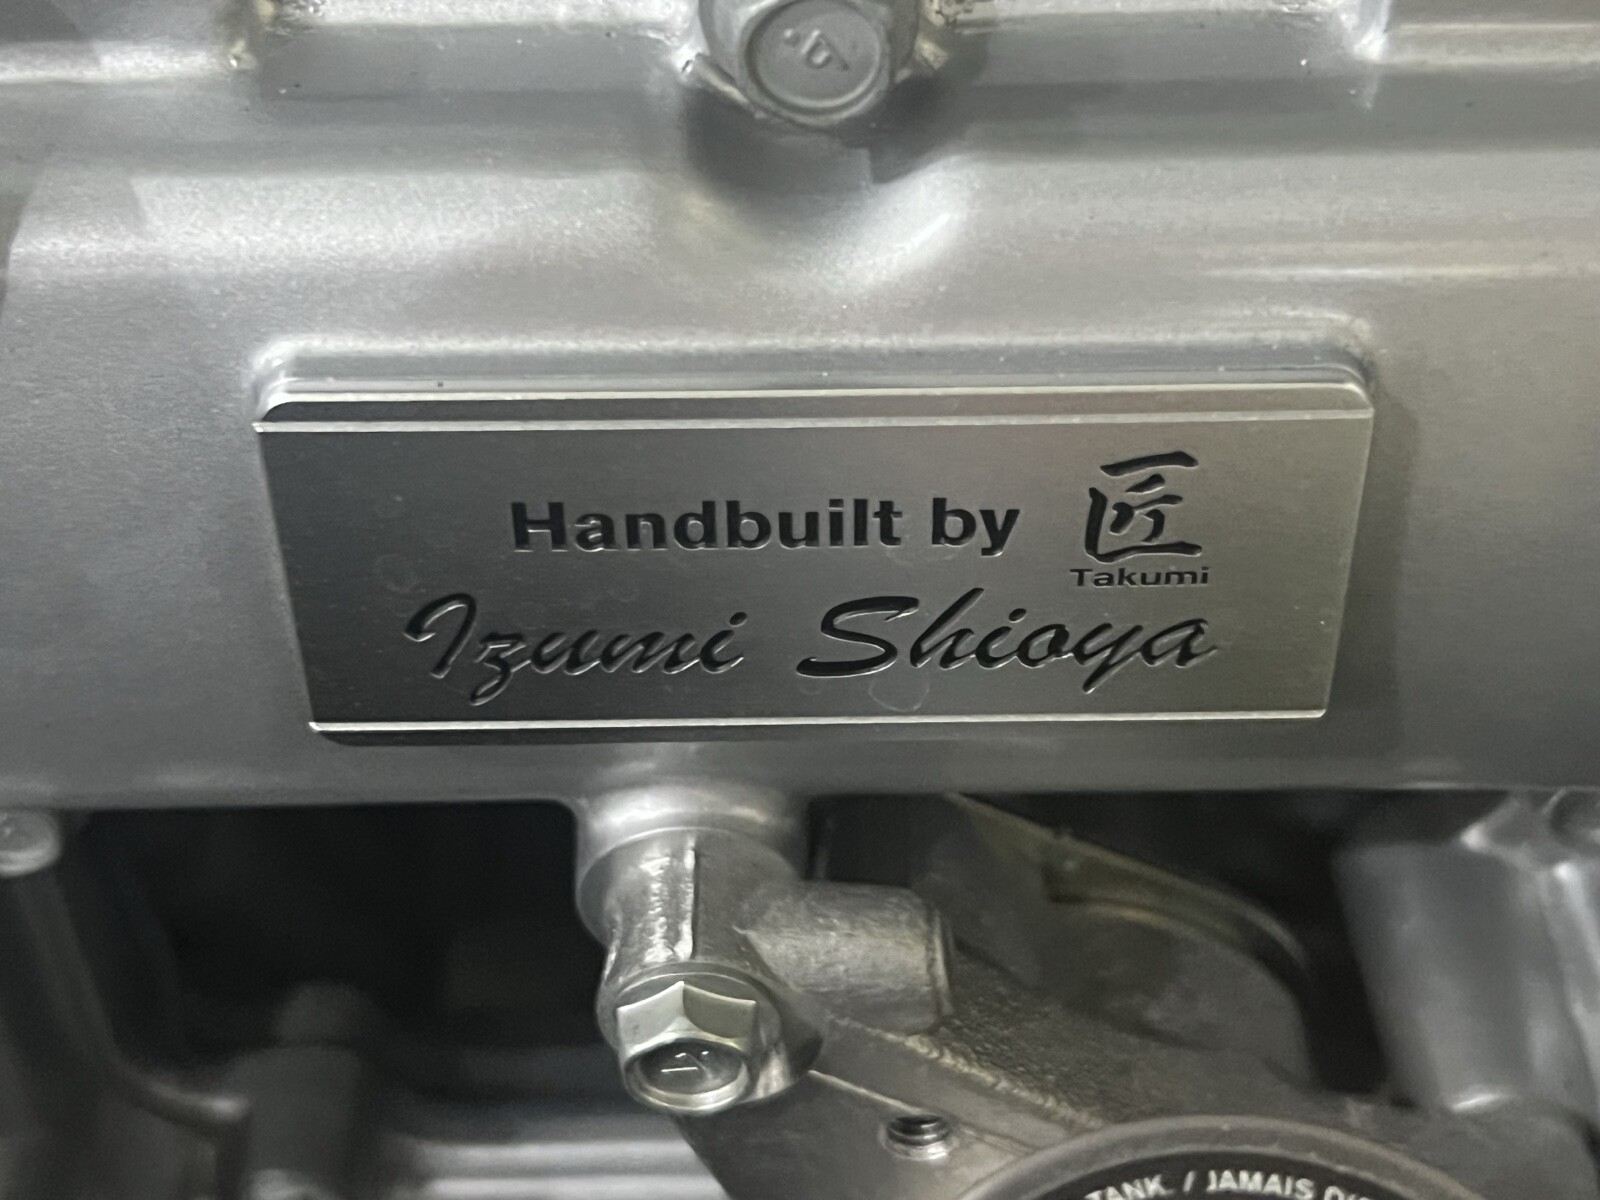 Handbuilt by 匠
Takumi
Izumi Shioya
TANK. / JAMAIS